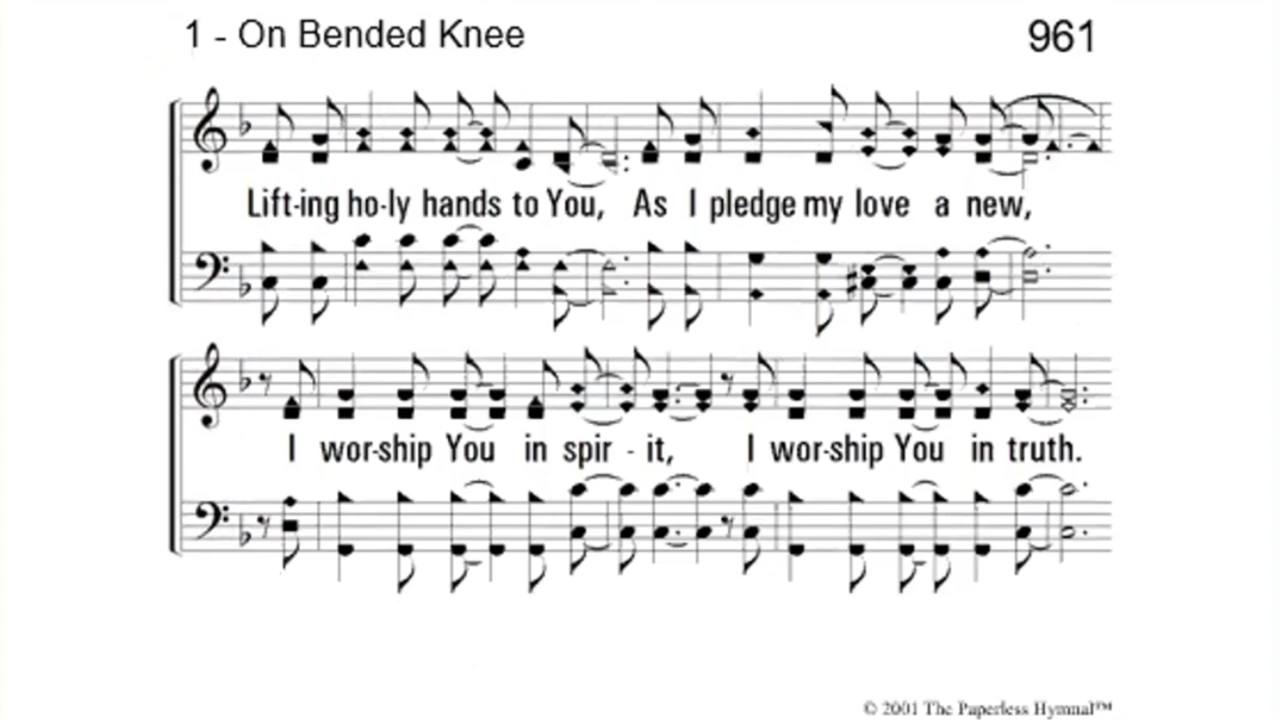 1 - On Bended Knee
961
Lift-ing ho-ly hands to You, As I pledge my love a new,
I wor-ship You in spir - it, I wor-ship You in truth.
© 2001 The Paperless Hymnal™